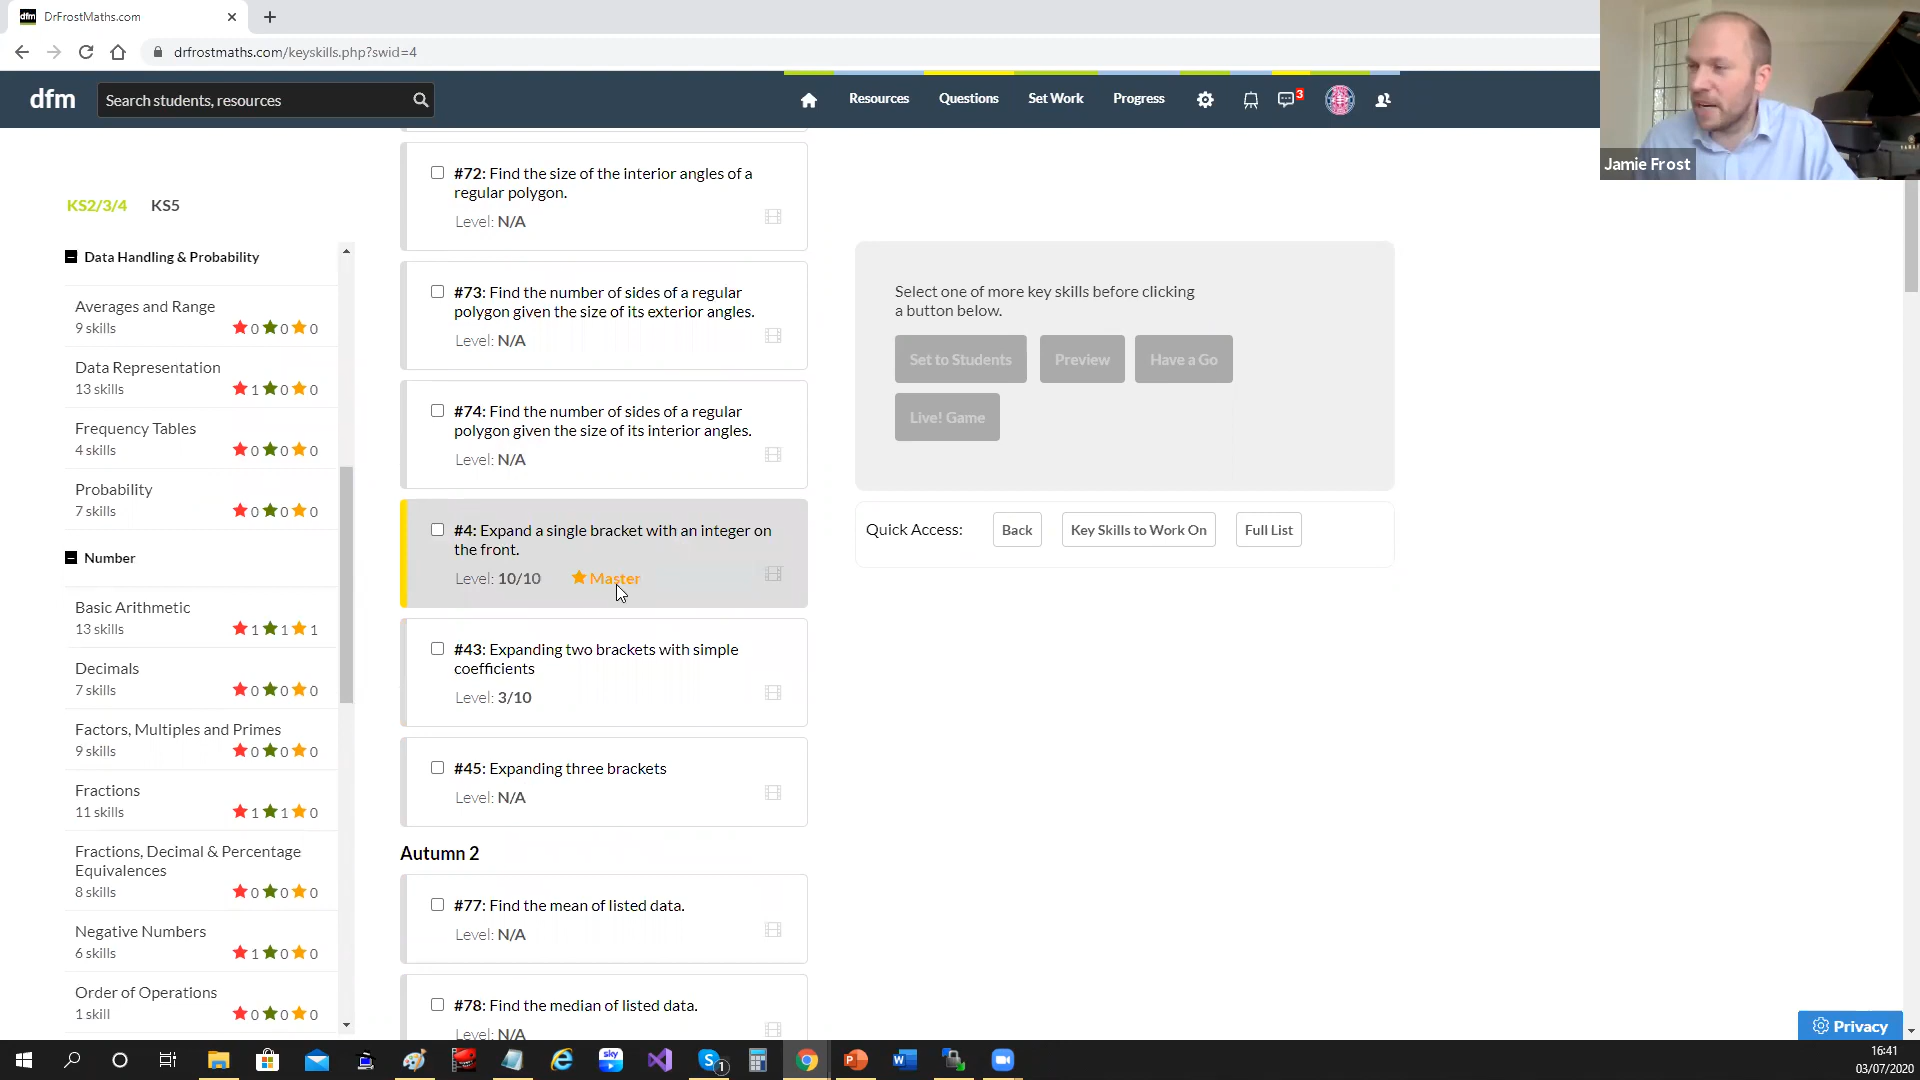 DrFrostMaths.com
drfrostmaths.com/keyskills.php?swid=4
dfm
Search students, resources
Resources
Questions
Set Work
Progress
3
Jamie Frost
KS2/3/4
KS5
Data Handling & Probability
Averages and Range
9 skills
0 0 0
Data Representation
13 skills
1 0 0
Frequency Tables
4 skills
0 0 0
Probability
7 skills
0 0 0
Number
Basic Arithmetic
13 skills
1 1 1
Decimals
7 skills
0 0 0
Factors, Multiples and Primes
9 skills
0 0 0
Fractions
11 skills
1 1 0
Fractions, Decimal & Percentage
Equivalences
8 skills
0 0 0
Negative Numbers
6 skills
1 0 0
Order of Operations
1 skill
0 0 0
#72: Find the size of the interior angles of a
regular polygon.
Level: N/A
#73: Find the number of sides of a regular
polygon given the size of its exterior angles.
Level: N/A
#74: Find the number of sides of a regular
polygon given the size of its interior angles.
Level: N/A
#4: Expand a single bracket with an integer on
the front.
Level: 10/10 Master
#43: Expanding two brackets with simple
coefficients
Level: 3/10
#45: Expanding three brackets
Level: N/A
Autumn 2
#77: Find the mean of listed data.
Level: N/A
#78: Find the median of listed data.
Level: N/A
Select one of more key skills before clicking
a button below.
Set to Students
Preview
Have a Go
Live! Game
Quick Access:
Back
Key Skills to Work On
Full List
Privacy
sky
1
16:41
03/07/2020